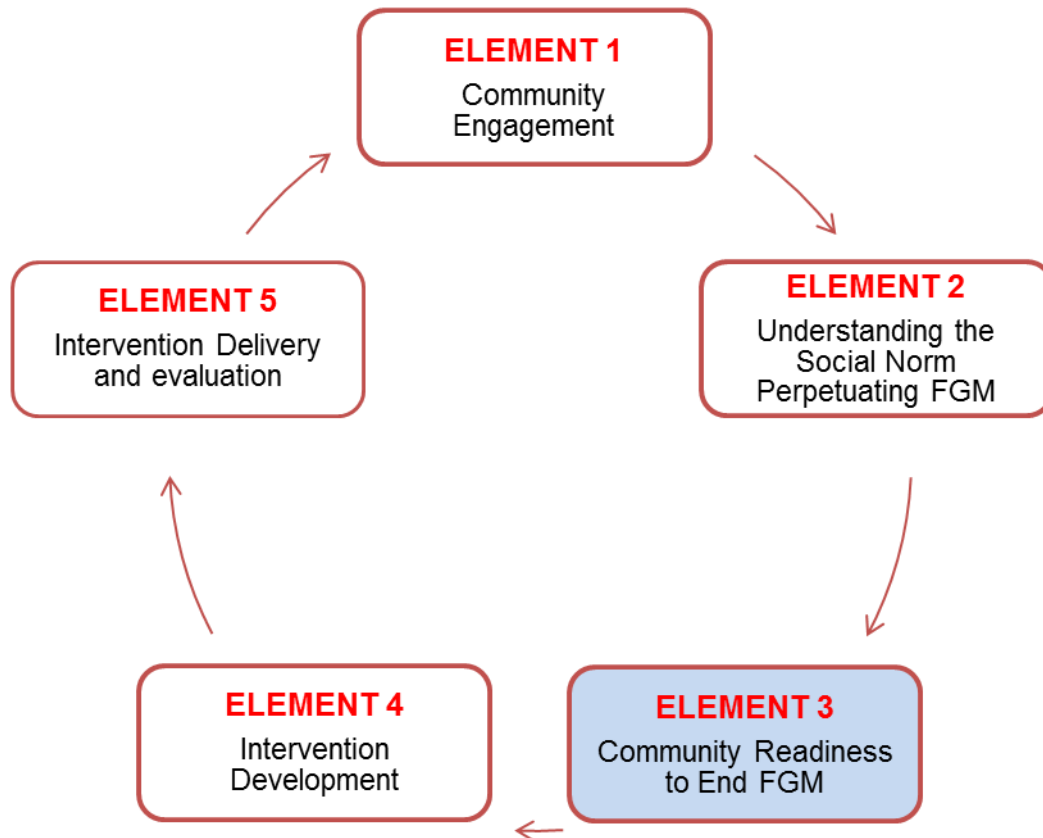 ELEMENT 1
Community
Engagement
ELEMENT 2
Understanding the
Social Norm
Perpetuating FGM
ELEMENT 3
Community Readiness
to End FGM
ELEMENT 4
Intervention
Development
ELEMENT 5
Intervention Delivery
and evaluation